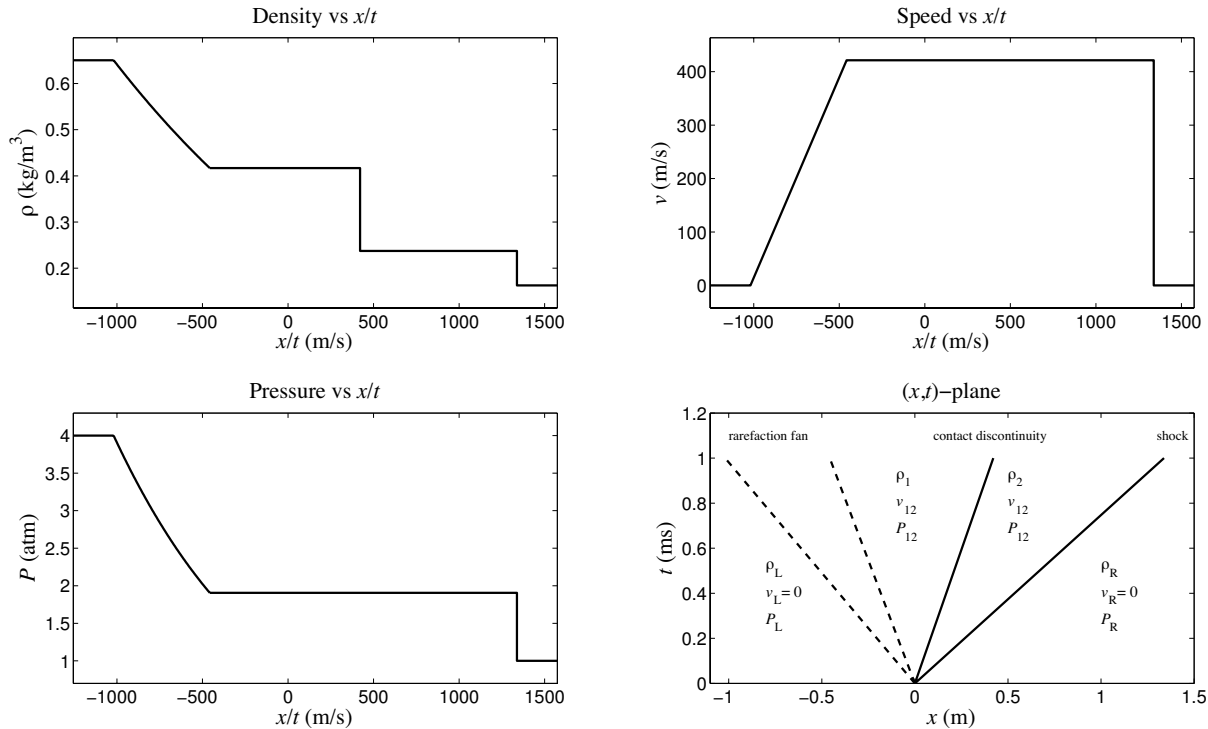 Density vs x/t
ρ (kg/m³)
0.6
0.5
0.4
0.3
0.2
−1000 −500 0 500 1000 1500
x/t (m/s)
Speed vs x/t
v (m/s)
400
300
200
100
0
−1000 −500 0 500 1000 1500
x/t (m/s)
Pressure vs x/t
P (atm)
4
3.5
3
2.5
2
1.5
1
−1000 −500 0 500 1000 1500
x/t (m/s)
(x,t)−plane
t (ms)
1.2
1
0.8
0.6
0.4
0.2
0
rarefaction fan contact discontinuity shock
ρ₁ ρ₂
v₁₂ v₁₂
P₁₂ P₁₂
ρL ρR
vL= 0 vR= 0
PL PR
−1 −0.5 0 0.5 1 1.5
x (m)